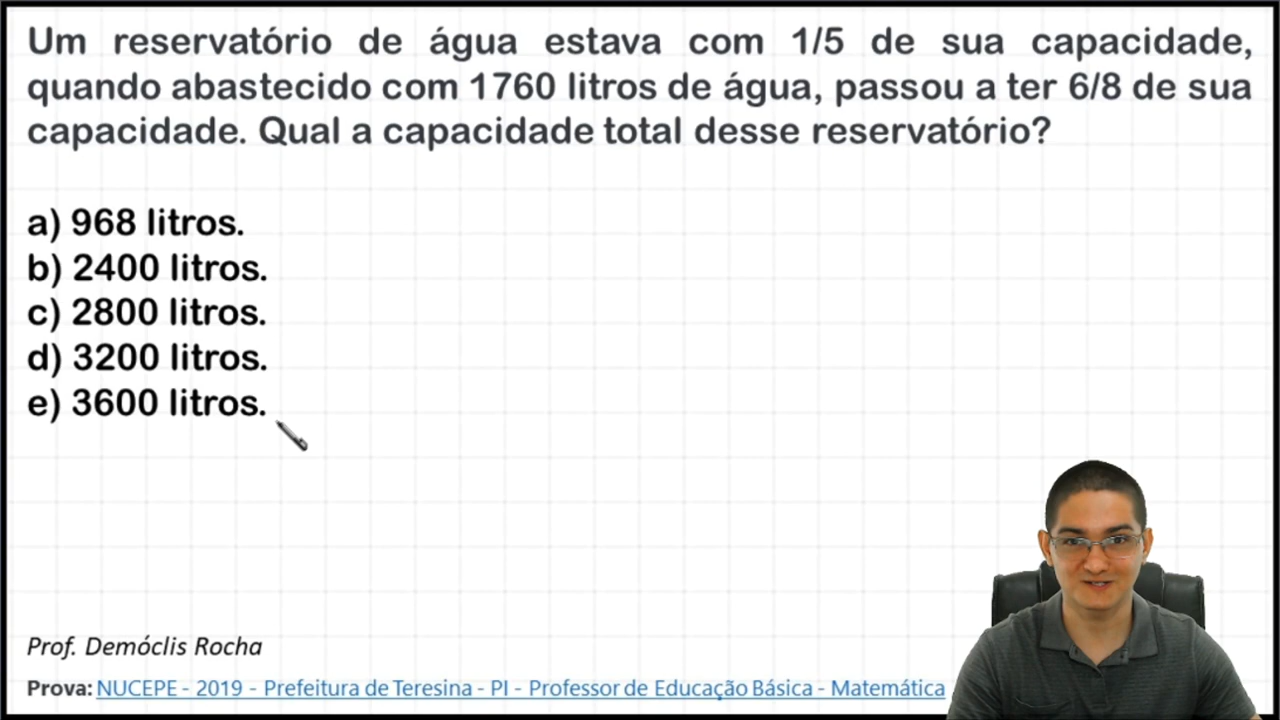 Um reservatório de água estava com 1/5 de sua capacidade,
quando abastecido com 1760 litros de água, passou a ter 6/8 de sua
capacidade. Qual a capacidade total desse reservatório?
a) 968 litros.
b) 2400 litros.
c) 2800 litros.
d) 3200 litros.
e) 3600 litros.
Prof. Demóclis Rocha
Prova: NUCEPE - 2019 - Prefeitura de Teresina - PI - Professor de Educação Básica - Matemática